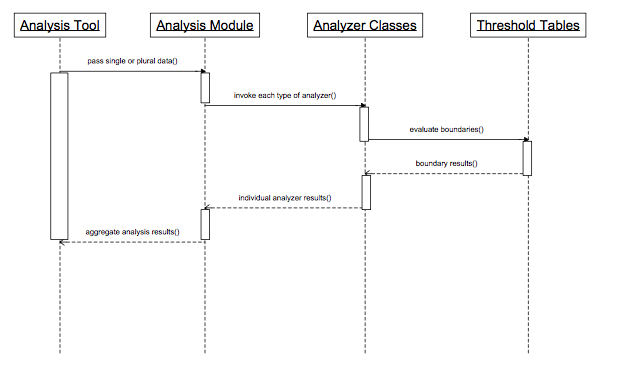 Analysis Tool
Analysis Module
Analyzer Classes
Threshold Tables
pass single or plural data()
invoke each type of analyzer()
evaluate boundaries()
boundary results()
individual analyzer results()
aggregate analysis results()